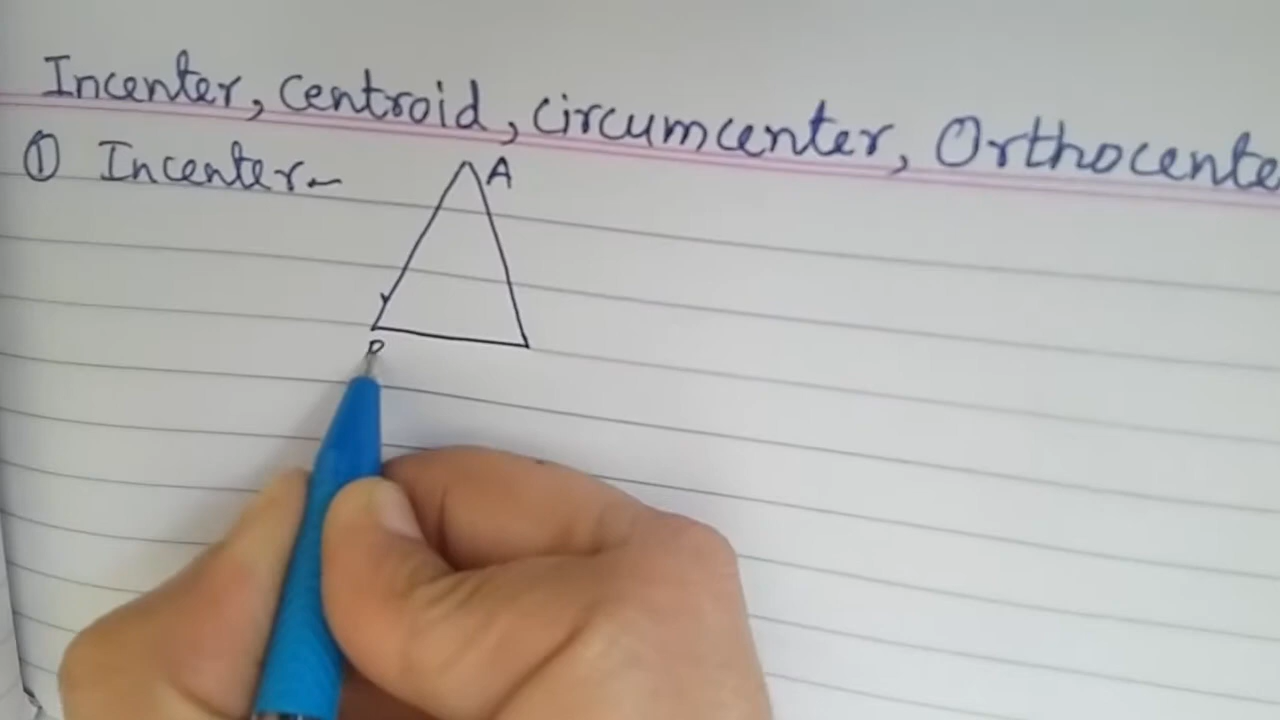 Incenter, centroid, circumcenter, Orthocente
① Incenter~
A